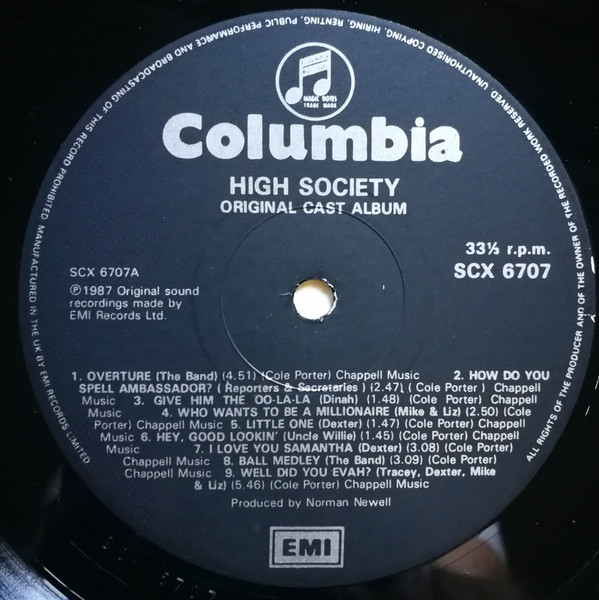 UNAUTHORISED COPYING, HIRING, RENTING, PUBLIC PERFORMANCE AND BROADCASTING OF THIS RECORD PROHIBITED MANUFACTURED IN THE UK BY EMI RECORDS LIMITED
ALL RIGHTS OF THE PRODUCER AND OF THE OWNER OF THE RECORDED WORK RESERVED
MAGIC NOTES
TRADE MARK
Columbia
HIGH SOCIETY
ORIGINAL CAST ALBUM
33⅓ r.p.m.
SCX 6707
SCX 6707A
℗1987 Original sound
recordings made by
EMI Records Ltd.
1. OVERTURE (The Band) (4.51) (Cole Porter) Chappell Music 2. HOW DO YOU
SPELL AMBASSADOR? ( Reporters & Secretaries ) (2.47) ( Cole Porter ) Chappell
Music 3. GIVE HIM THE OO-LA-LA (Dinah) (1.48) (Cole Porter) Chappell
Music 4. WHO WANTS TO BE A MILLIONAIRE (Mike & Liz) (2.50) (Cole
Porter) Chappell Music 5. LITTLE ONE (Dexter) (1.47) (Cole Porter) Chappell
Music 6. HEY, GOOD LOOKIN' (Uncle Willie) (1.45) (Cole Porter) Chappell
Music 7. I LOVE YOU SAMANTHA (Dexter) (3.08) (Cole Porter)
Chappell Music 8. BALL MEDLEY (The Band) (3.09) (Cole Porter)
Chappell Music 9. WELL DID YOU EVAH? (Tracey, Dexter, Mike
& Liz) (5.46) (Cole Porter) Chappell Music
Produced by Norman Newell
EMI